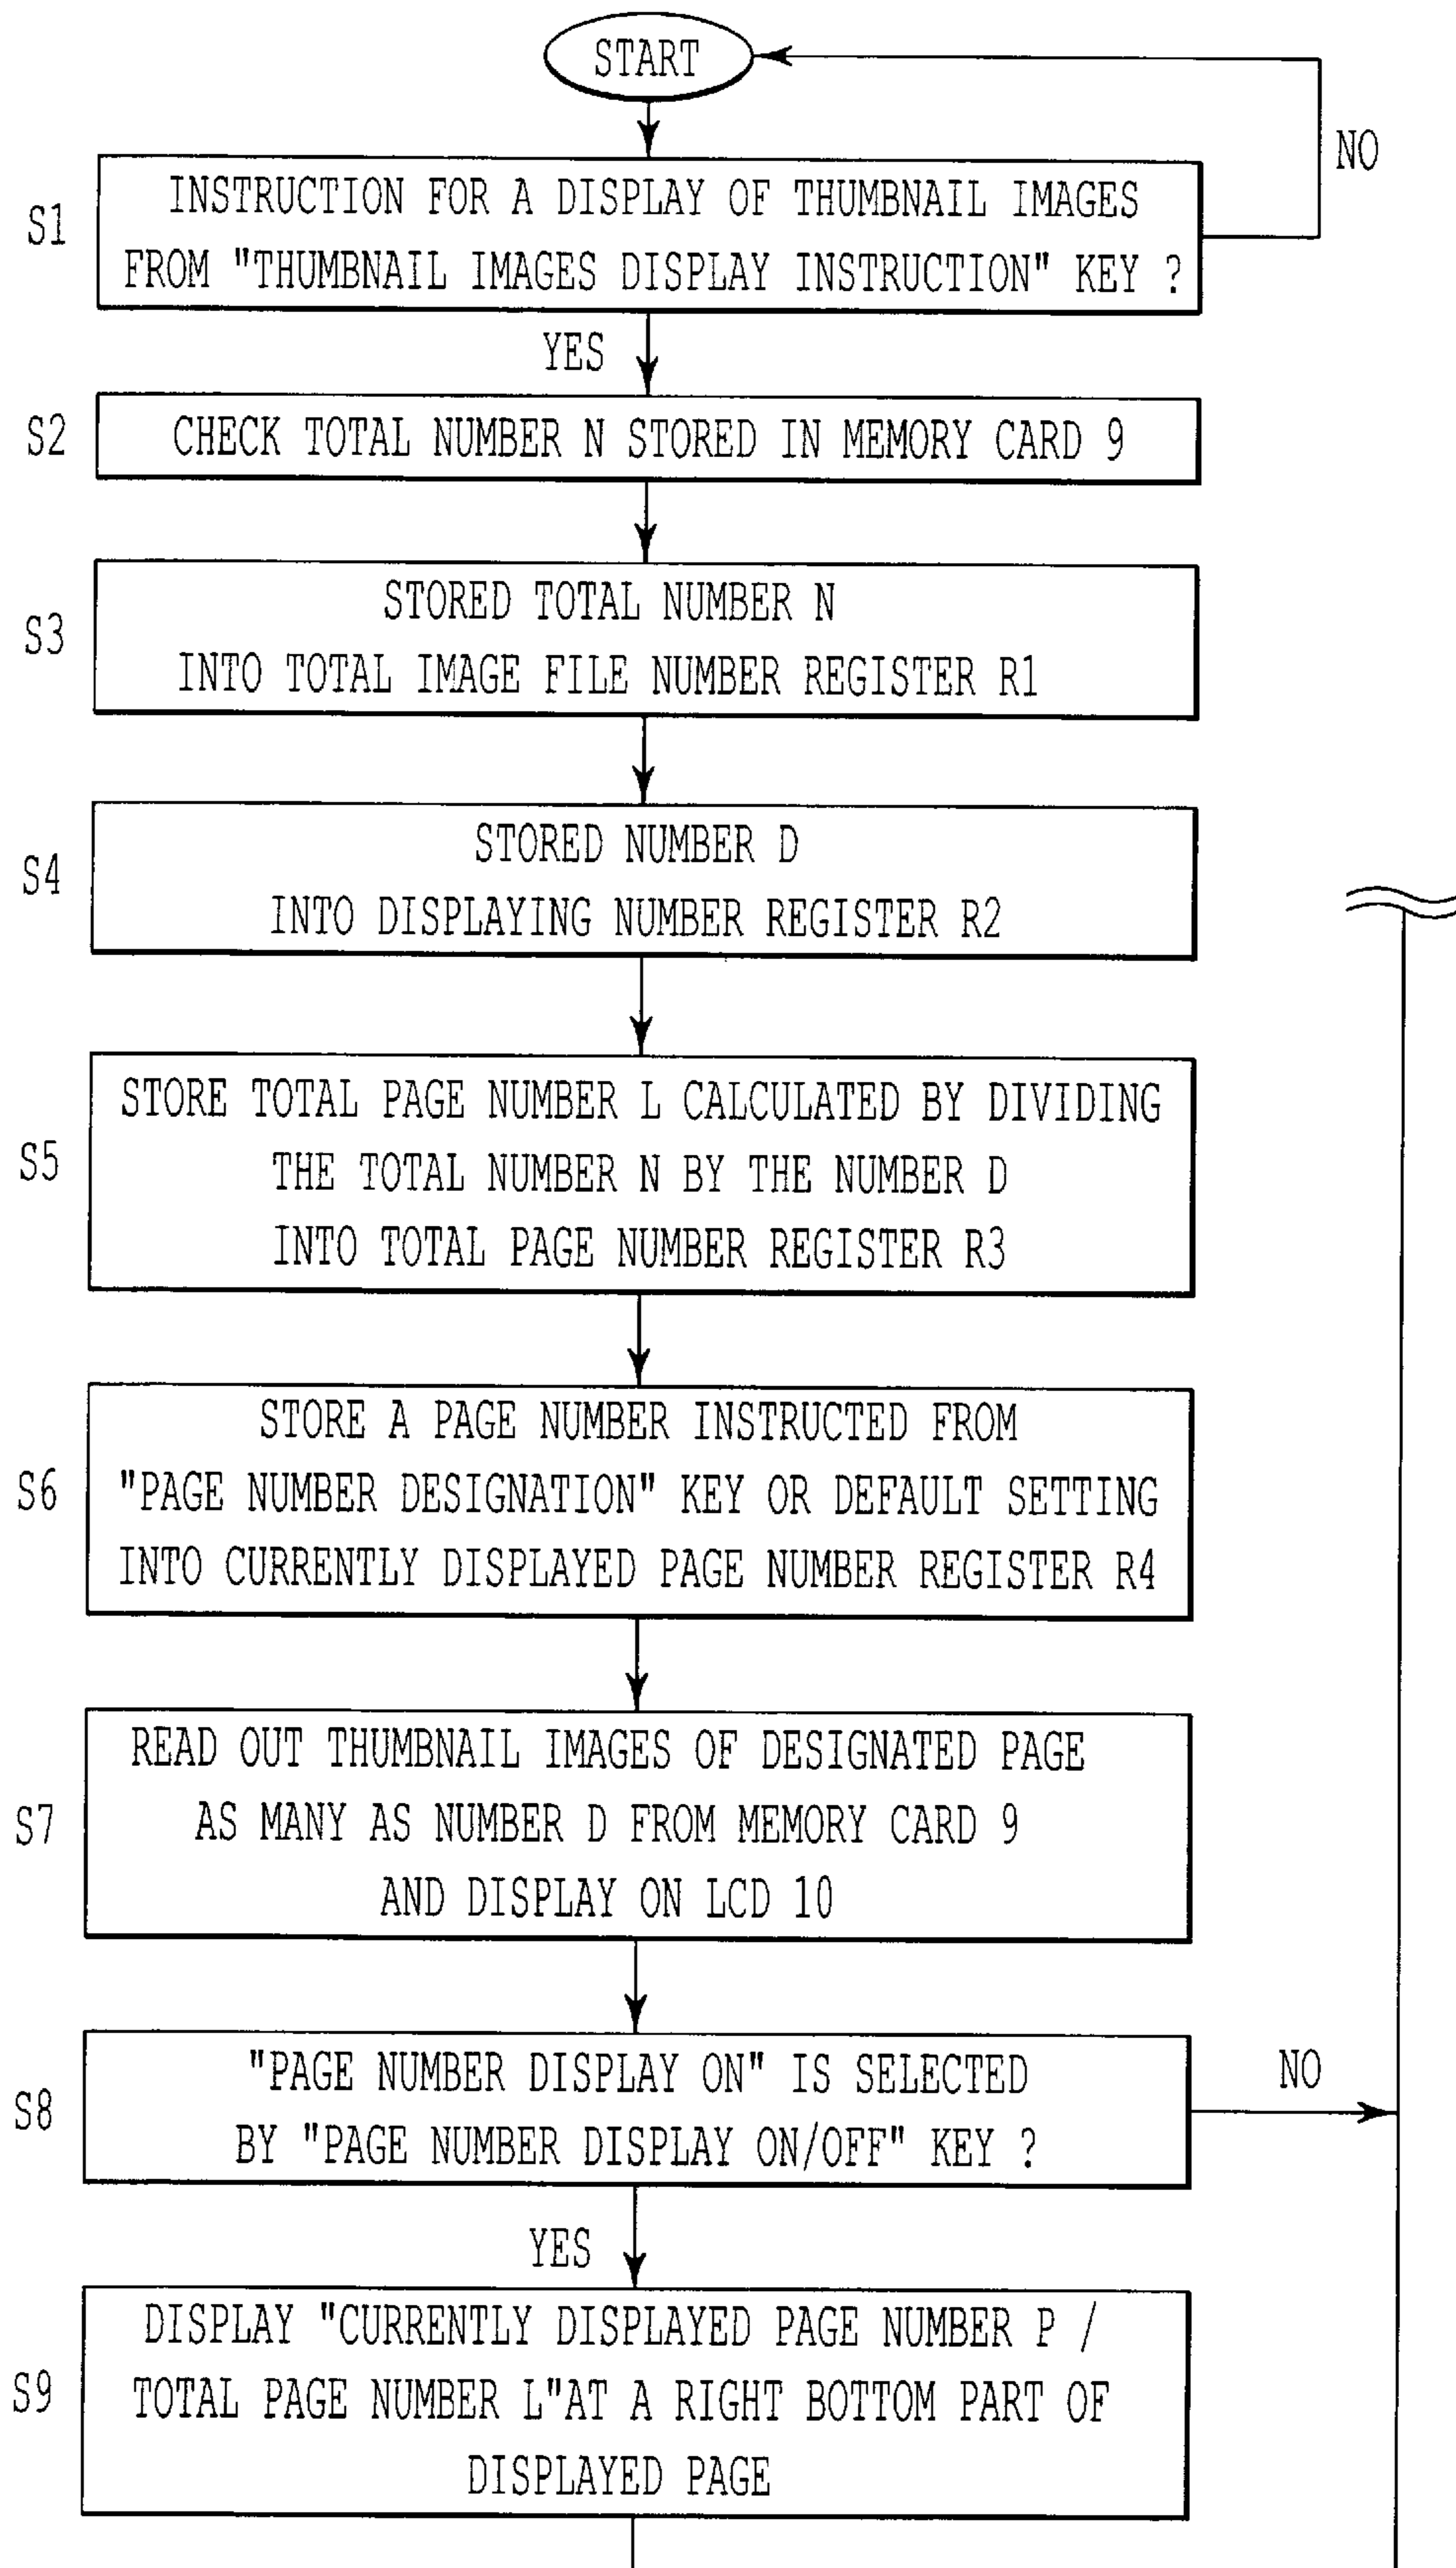 START
NO
S1
INSTRUCTION FOR A DISPLAY OF THUMBNAIL IMAGES
FROM "THUMBNAIL IMAGES DISPLAY INSTRUCTION" KEY ?
YES
S2
CHECK TOTAL NUMBER N STORED IN MEMORY CARD 9
S3
STORED TOTAL NUMBER N
INTO TOTAL IMAGE FILE NUMBER REGISTER R1
S4
STORED NUMBER D
INTO DISPLAYING NUMBER REGISTER R2
S5
STORE TOTAL PAGE NUMBER L CALCULATED BY DIVIDING
THE TOTAL NUMBER N BY THE NUMBER D
INTO TOTAL PAGE NUMBER REGISTER R3
S6
STORE A PAGE NUMBER INSTRUCTED FROM
"PAGE NUMBER DESIGNATION" KEY OR DEFAULT SETTING
INTO CURRENTLY DISPLAYED PAGE NUMBER REGISTER R4
S7
READ OUT THUMBNAIL IMAGES OF DESIGNATED PAGE
AS MANY AS NUMBER D FROM MEMORY CARD 9
AND DISPLAY ON LCD 10
S8
"PAGE NUMBER DISPLAY ON" IS SELECTED
BY "PAGE NUMBER DISPLAY ON/OFF" KEY ?
NO
YES
S9
DISPLAY "CURRENTLY DISPLAYED PAGE NUMBER P /
TOTAL PAGE NUMBER L"AT A RIGHT BOTTOM PART OF
DISPLAYED PAGE